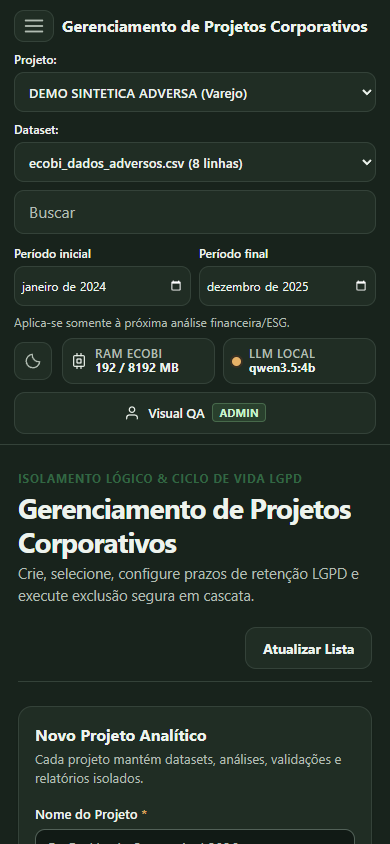 Gerenciamento de Projetos Corporativos
Projeto:
DEMO SINTETICA ADVERSA (Varejo)
Dataset:
ecobi_dados_adversos.csv (8 linhas)
Buscar
Período inicial
Período final
janeiro de 2024
dezembro de 2025
Aplica-se somente à próxima análise financeira/ESG.
RAM ECOBI
192 / 8192 MB
LLM LOCAL
qwen3.5:4b
Visual QA ADMIN
ISOLAMENTO LÓGICO & CICLO DE VIDA LGPD
Gerenciamento de Projetos
Corporativos
Crie, selecione, configure prazos de retenção LGPD e
execute exclusão segura em cascata.
Atualizar Lista
Novo Projeto Analítico
Cada projeto mantém datasets, análises, validações e
relatórios isolados.
Nome do Projeto *